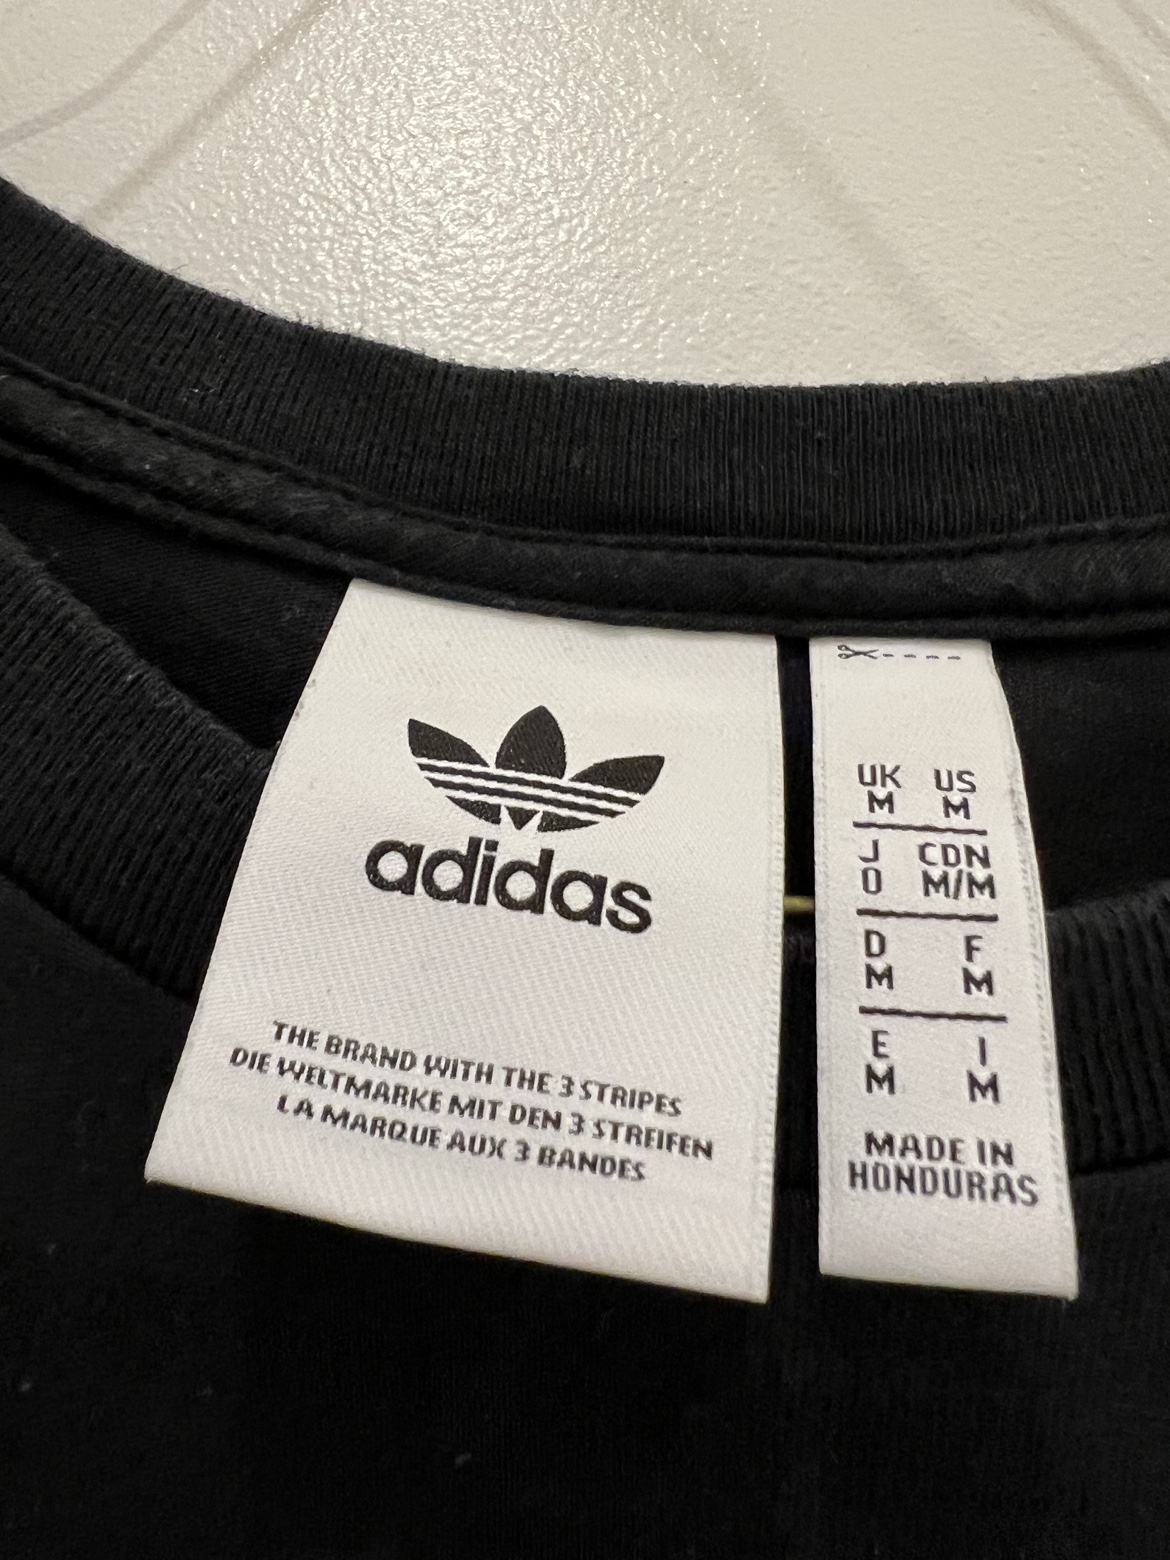 adidas
THE BRAND WITH THE 3 STRIPES
DIE WELTMARKE MIT DEN 3 STREIFEN
LA MARQUE AUX 3 BANDES
UK US
M M
J CDN
O M/M
D F
M M
E I
M M
MADE IN
HONDURAS